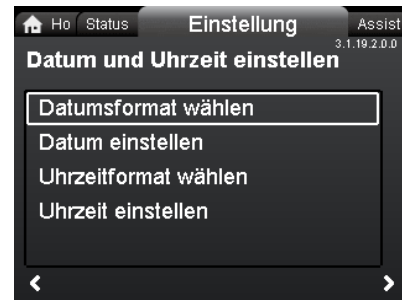 Ho Status Einstellung Assist
3.1.19.2.0.0
Datum und Uhrzeit einstellen
Datumsformat wählen
Datum einstellen
Uhrzeitformat wählen
Uhrzeit einstellen